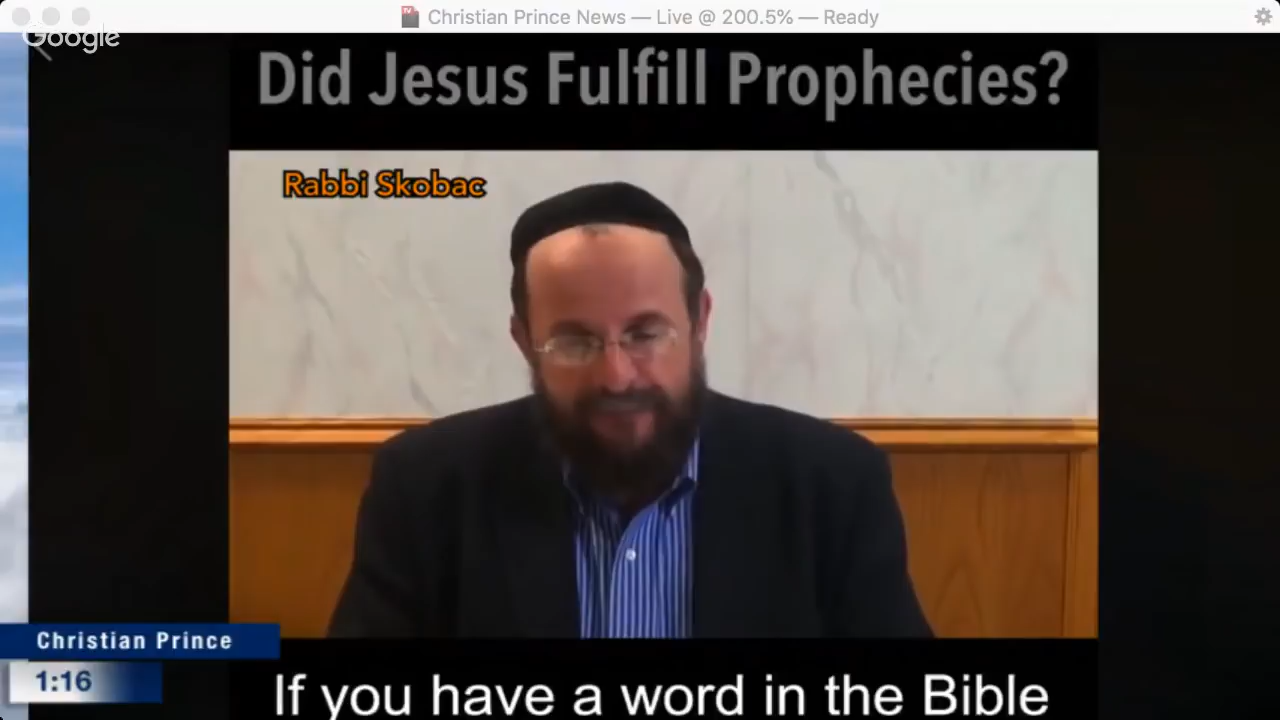 Christian Prince News — Live @ 200.5% — Ready
Google
Did Jesus Fulfill Prophecies?
Rabbi Skobac
Christian Prince
1:16
If you have a word in the Bible